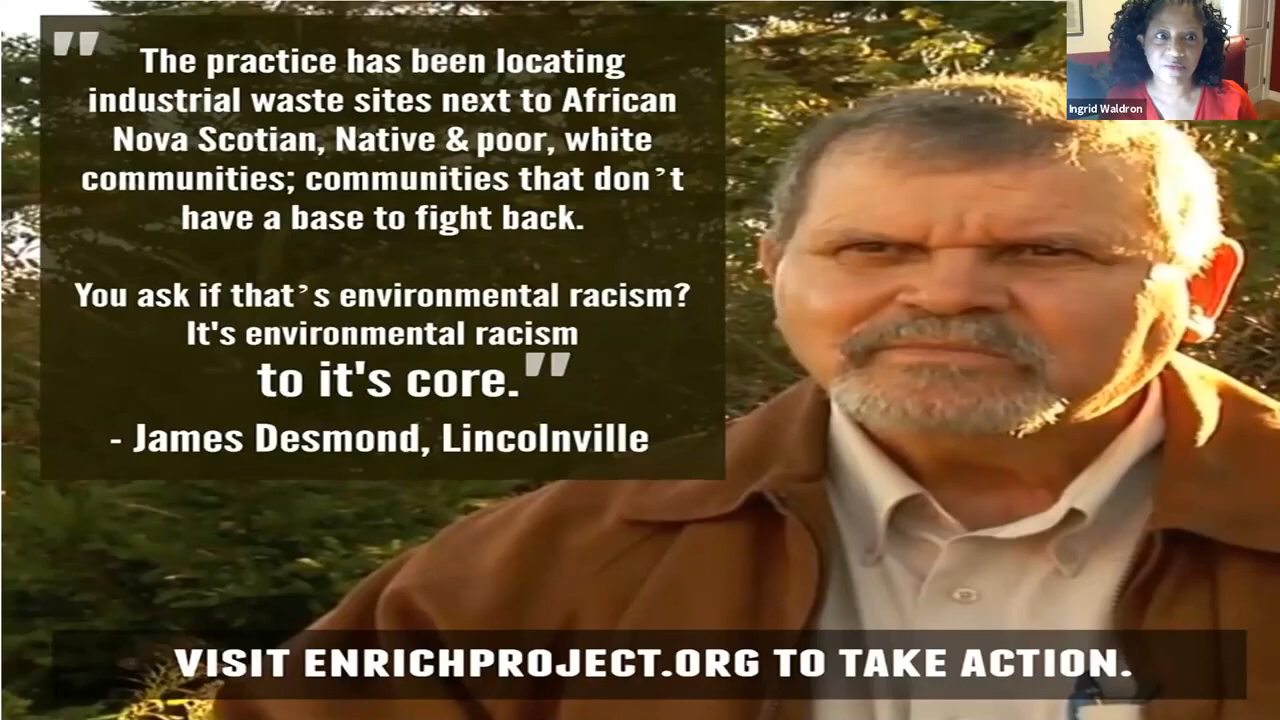 "
The practice has been locating
industrial waste sites next to African
Nova Scotian, Native & poor, white
communities; communities that don't
have a base to fight back.
You ask if that's environmental racism?
It's environmental racism
to it's core."
- James Desmond, Lincolnville
VISIT ENRICHPROJECT.ORG TO TAKE ACTION.
Ingrid Waldron